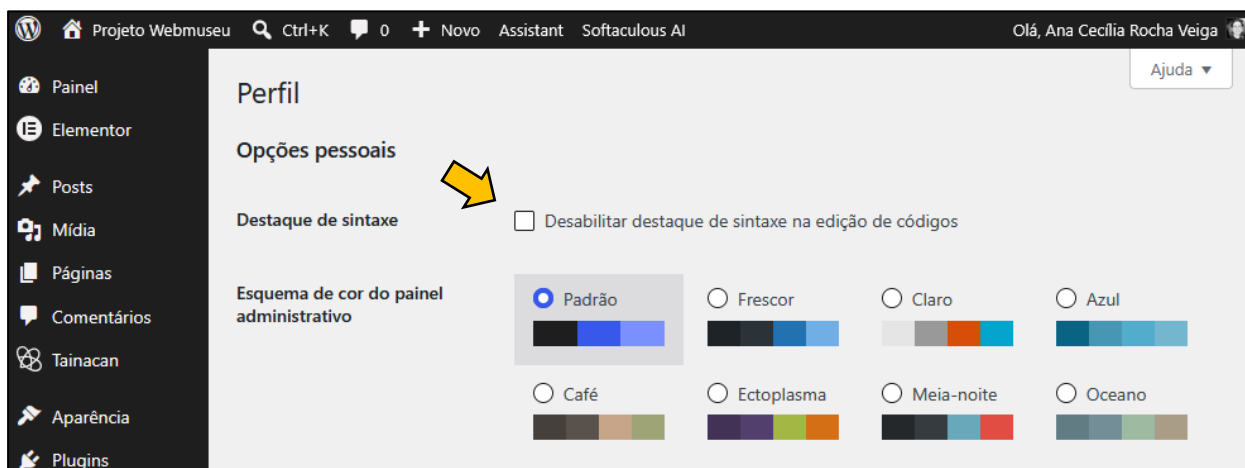 Projeto Webmuseu Ctrl+K 0 Novo Assistant Softaculous AI Olá, Ana Cecília Rocha Veiga
Ajuda
Painel
Elementor
Posts
Mídia
Páginas
Comentários
Tainacan
Aparência
Plugins
Perfil
Opções pessoais
Destaque de sintaxe
Desabilitar destaque de sintaxe na edição de códigos
Esquema de cor do painel
administrativo
Padrão Frescor Claro Azul
Café Ectoplasma Meia-noite Oceano